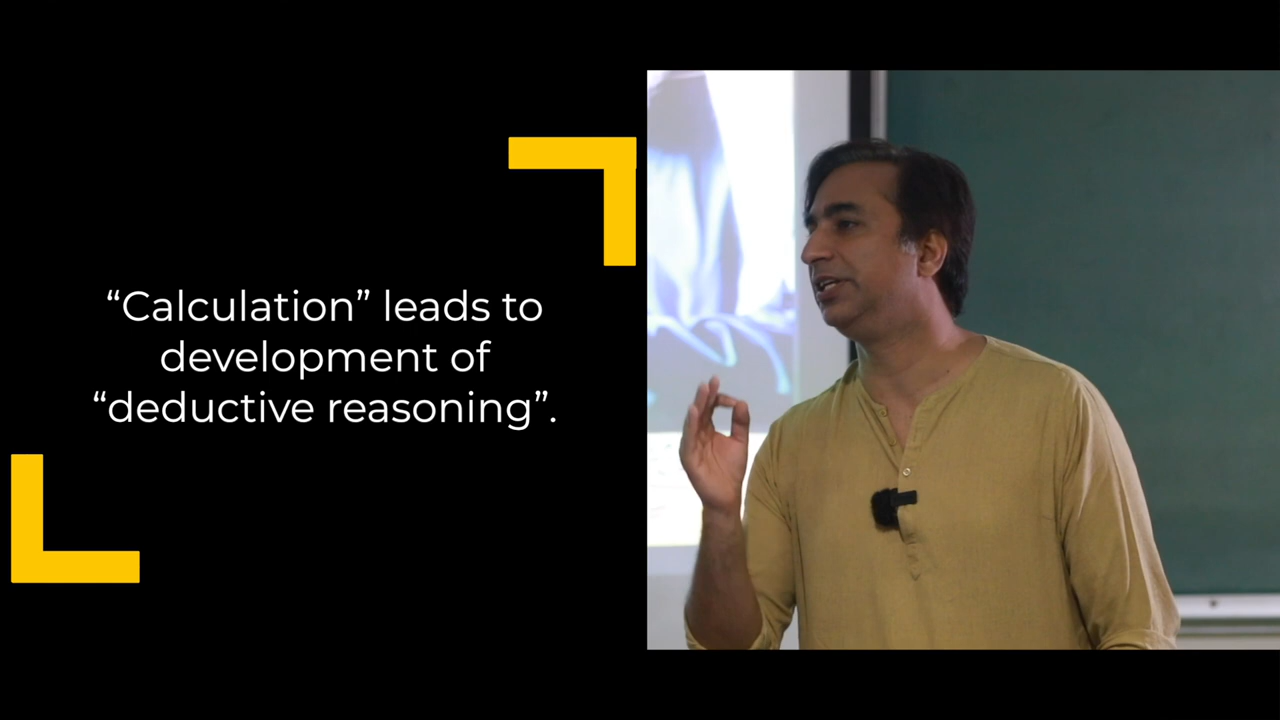 “Calculation” leads to
development of
“deductive reasoning”.